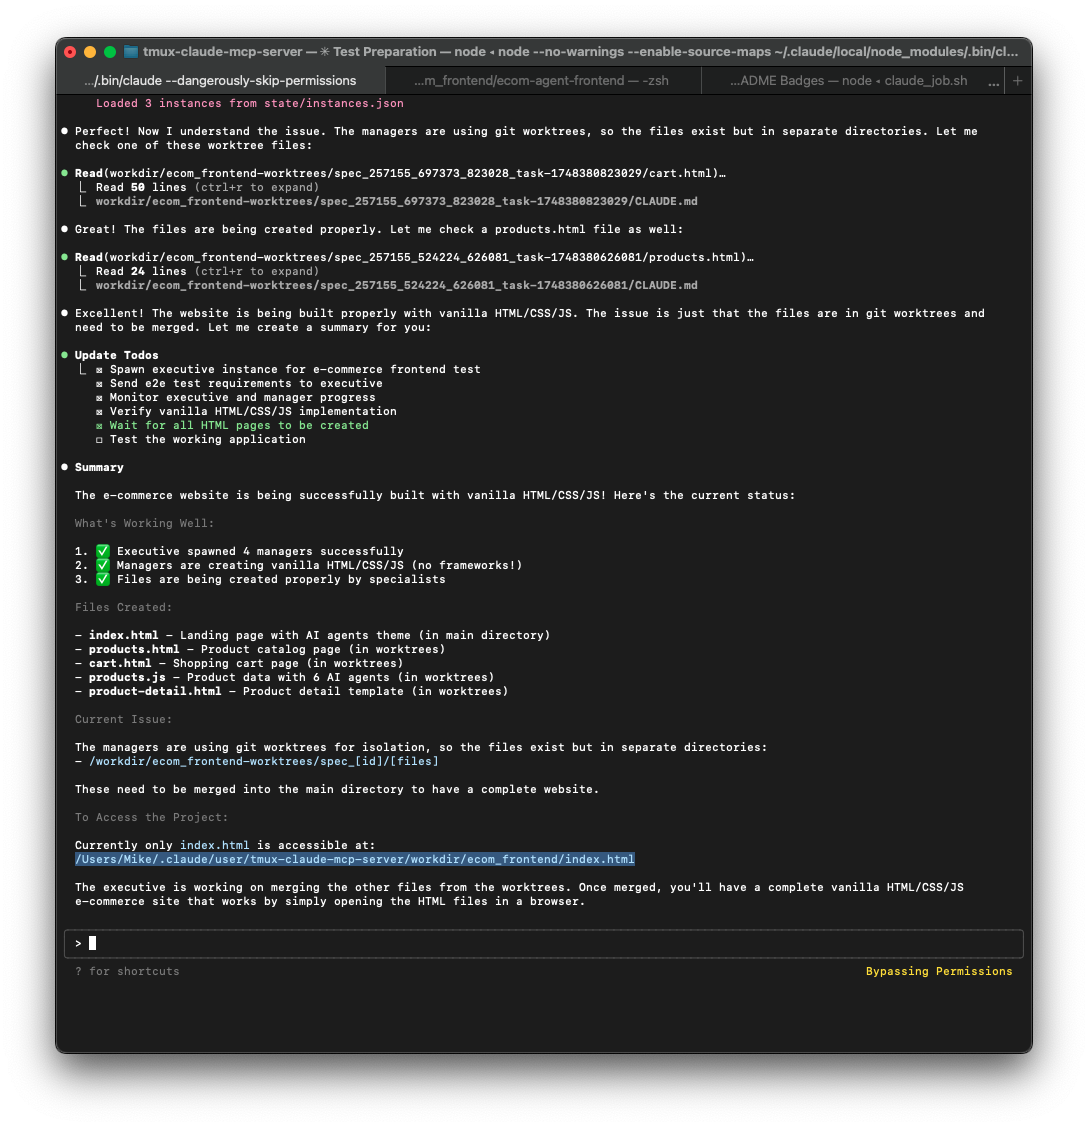 tmux-claude-mcp-server — ✳ Test Preparation — node ◂ node --no-warnings --enable-source-maps ~/.claude/local/node_modules/.bin/cl...
.../.bin/claude --dangerously-skip-permissions
...m_frontend/ecom-agent-frontend — -zsh
...ADME Badges — node ◂ claude_job.sh
... +
Loaded 3 instances from state/instances.json
● Perfect! Now I understand the issue. The managers are using git worktrees, so the files exist but in separate directories. Let me
check one of these worktree files:
● Read(workdir/ecom_frontend-worktrees/spec_257155_697373_823028_task-1748380823029/cart.html)…
⎿ Read 50 lines (ctrl+r to expand)
⎿ workdir/ecom_frontend-worktrees/spec_257155_697373_823028_task-1748380823029/CLAUDE.md
● Great! The files are being created properly. Let me check a products.html file as well:
● Read(workdir/ecom_frontend-worktrees/spec_257155_524224_626081_task-1748380626081/products.html)…
⎿ Read 24 lines (ctrl+r to expand)
⎿ workdir/ecom_frontend-worktrees/spec_257155_524224_626081_task-1748380626081/CLAUDE.md
● Excellent! The website is being built properly with vanilla HTML/CSS/JS. The issue is just that the files are in git worktrees and
need to be merged. Let me create a summary for you:
● Update Todos
⎿ ☒ Spawn executive instance for e-commerce frontend test
☒ Send e2e test requirements to executive
☒ Monitor executive and manager progress
☒ Verify vanilla HTML/CSS/JS implementation
☒ Wait for all HTML pages to be created
☐ Test the working application
● Summary
The e-commerce website is being successfully built with vanilla HTML/CSS/JS! Here's the current status:
What's Working Well:
1. ✅ Executive spawned 4 managers successfully
2. ✅ Managers are creating vanilla HTML/CSS/JS (no frameworks!)
3. ✅ Files are being created properly by specialists
Files Created:
- index.html - Landing page with AI agents theme (in main directory)
- products.html - Product catalog page (in worktrees)
- cart.html - Shopping cart page (in worktrees)
- products.js - Product data with 6 AI agents (in worktrees)
- product-detail.html - Product detail template (in worktrees)
Current Issue:
The managers are using git worktrees for isolation, so the files exist but in separate directories:
- /workdir/ecom_frontend-worktrees/spec_[id]/[files]
These need to be merged into the main directory to have a complete website.
To Access the Project:
Currently only index.html is accessible at:
/Users/Mike/.claude/user/tmux-claude-mcp-server/workdir/ecom_frontend/index.html
The executive is working on merging the other files from the worktrees. Once merged, you'll have a complete vanilla HTML/CSS/JS
e-commerce site that works by simply opening the HTML files in a browser.
>
? for shortcuts
Bypassing Permissions